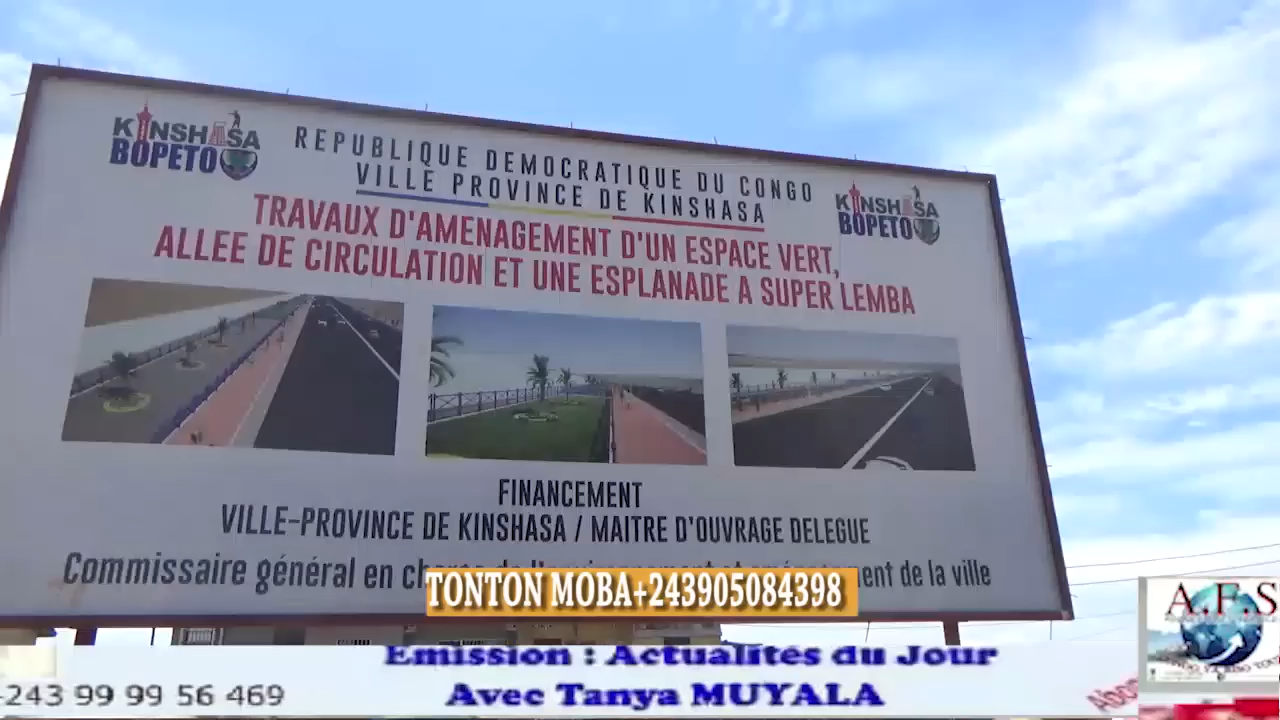 KINSHASA
BOPETO
REPUBLIQUE DEMOCRATIQUE DU CONGO
VILLE PROVINCE DE KINSHASA
KINSHASA
BOPETO
TRAVAUX D'AMENAGEMENT D'UN ESPACE VERT,
ALLEE DE CIRCULATION ET UNE ESPLANADE A SUPER LEMBA
FINANCEMENT
VILLE-PROVINCE DE KINSHASA / MAITRE D'OUVRAGE DELEGUE
Commissaire général en de la ville
TONTON MOBA+243905084398
A.F.S
Emission : Actualités du Jour
-243 99 99 56 469
Avec Tanya MUYALA